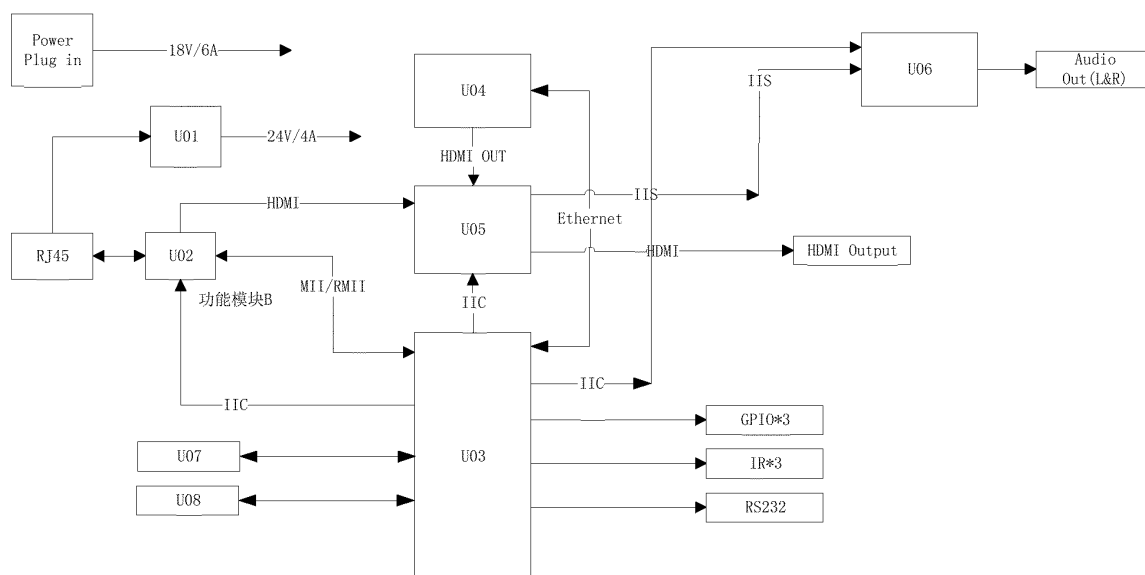 Power
Plug in
18V/6A
U04
U06
Audio
Out(L&R)
IIS
U01
24V/4A
HDMI OUT
HDMI
U05
IIS
Ethernet
RJ45
U02
HDMI
HDMI Output
MII/RMII
功能模块B
IIC
IIC
IIC
GPIO*3
U07
U03
IR*3
U08
RS232